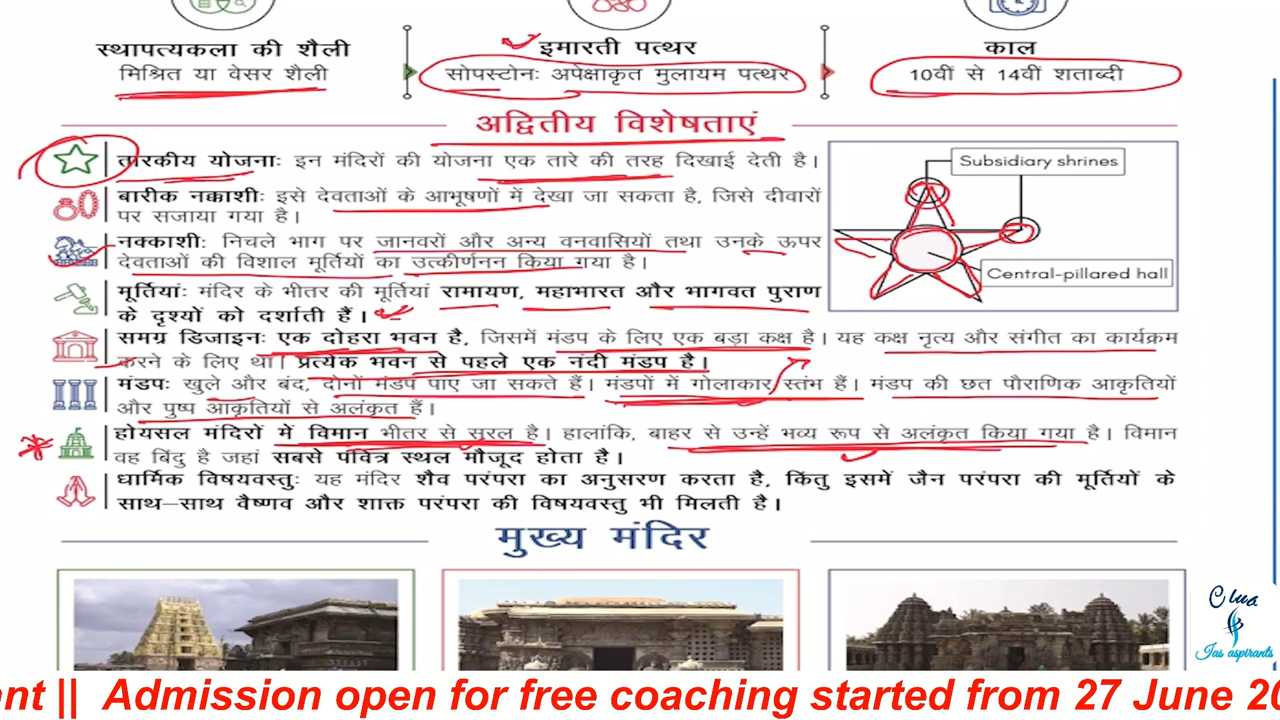 स्थापत्यकला की शैली
मिश्रित या वेसर शैली
इमारती पत्थर
सोपस्टोनः अपेक्षाकृत मुलायम पत्थर
काल
10वीं से 14वीं शताब्दी
अद्वितीय विशेषताएं
तारकीय योजनाः इन मंदिरों की योजना एक तारे की तरह दिखाई देती है।
बारीक नक्काशी: इसे देवताओं के आभूषणों में देखा जा सकता है, जिसे दीवारों
पर सजाया गया है।
नक्काशी: निचले भाग पर जानवरों और अन्य वनवासियों तथा उनके ऊपर
देवताओं की विशाल मूर्तियों का उत्कीर्णनन किया गया है।
मूर्तियांः मंदिर के भीतर की मूर्तियां रामायण, महाभारत और भागवत पुराण
के दृश्यों को दर्शाती हैं।
Subsidiary shrines
Central-pillared hall
समग्र डिजाइनः एक दोहरा भवन है, जिसमें मंडप के लिए एक बड़ा कक्ष है। यह कक्ष नृत्य और संगीत का कार्यक्रम
करने के लिए था। प्रत्येक भवन से पहले एक नंदी मंडप है।
मंडपः खुले और बंद, दोनों मंडप पाए जा सकते हैं। मंडपों में गोलाकार स्तंभ हैं। मंडप की छत पौराणिक आकृतियों
और पुष्प आकृतियों से अलंकृत हैं।
होयसल मंदिरों में विमान भीतर से सरल है। हालांकि, बाहर से उन्हें भव्य रूप से अलंकृत किया गया है। विमान
वह बिंदु है जहां सबसे पवित्र स्थल मौजूद होता है।
धार्मिक विषयवस्तुः यह मंदिर शैव परंपरा का अनुसरण करता है, किंतु इसमें जैन परंपरा की मूर्तियों के
साथ-साथ वैष्णव और शाक्त परंपरा की विषयवस्तु भी मिलती है।
मुख्य मंदिर
Jas aspirants
nt || Admission open for free coaching started from 27 June 20